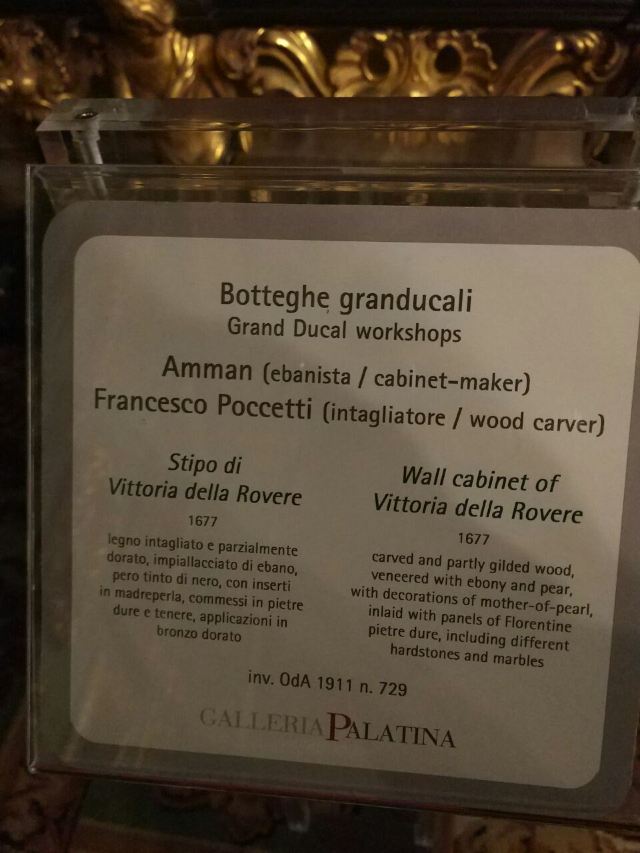 Botteghe granducali
Grand Ducal workshops
Amman (ebanista / cabinet-maker)
Francesco Poccetti (intagliatore / wood carver)
Stipo di
Vittoria della Rovere
1677
legno intagliato e parzialmente
dorato, impiallacciato di ebano,
pero tinto di nero, con inserti
in madreperla, commessi in pietre
dure e tenere, applicazioni in
bronzo dorato
Wall cabinet of
Vittoria della Rovere
1677
carved and partly gilded wood,
veneered with ebony and pear,
with decorations of mother-of-pearl,
inlaid with panels of Florentine
pietre dure, including different
hardstones and marbles
inv. OdA 1911 n. 729
GALLERIA PALATINA